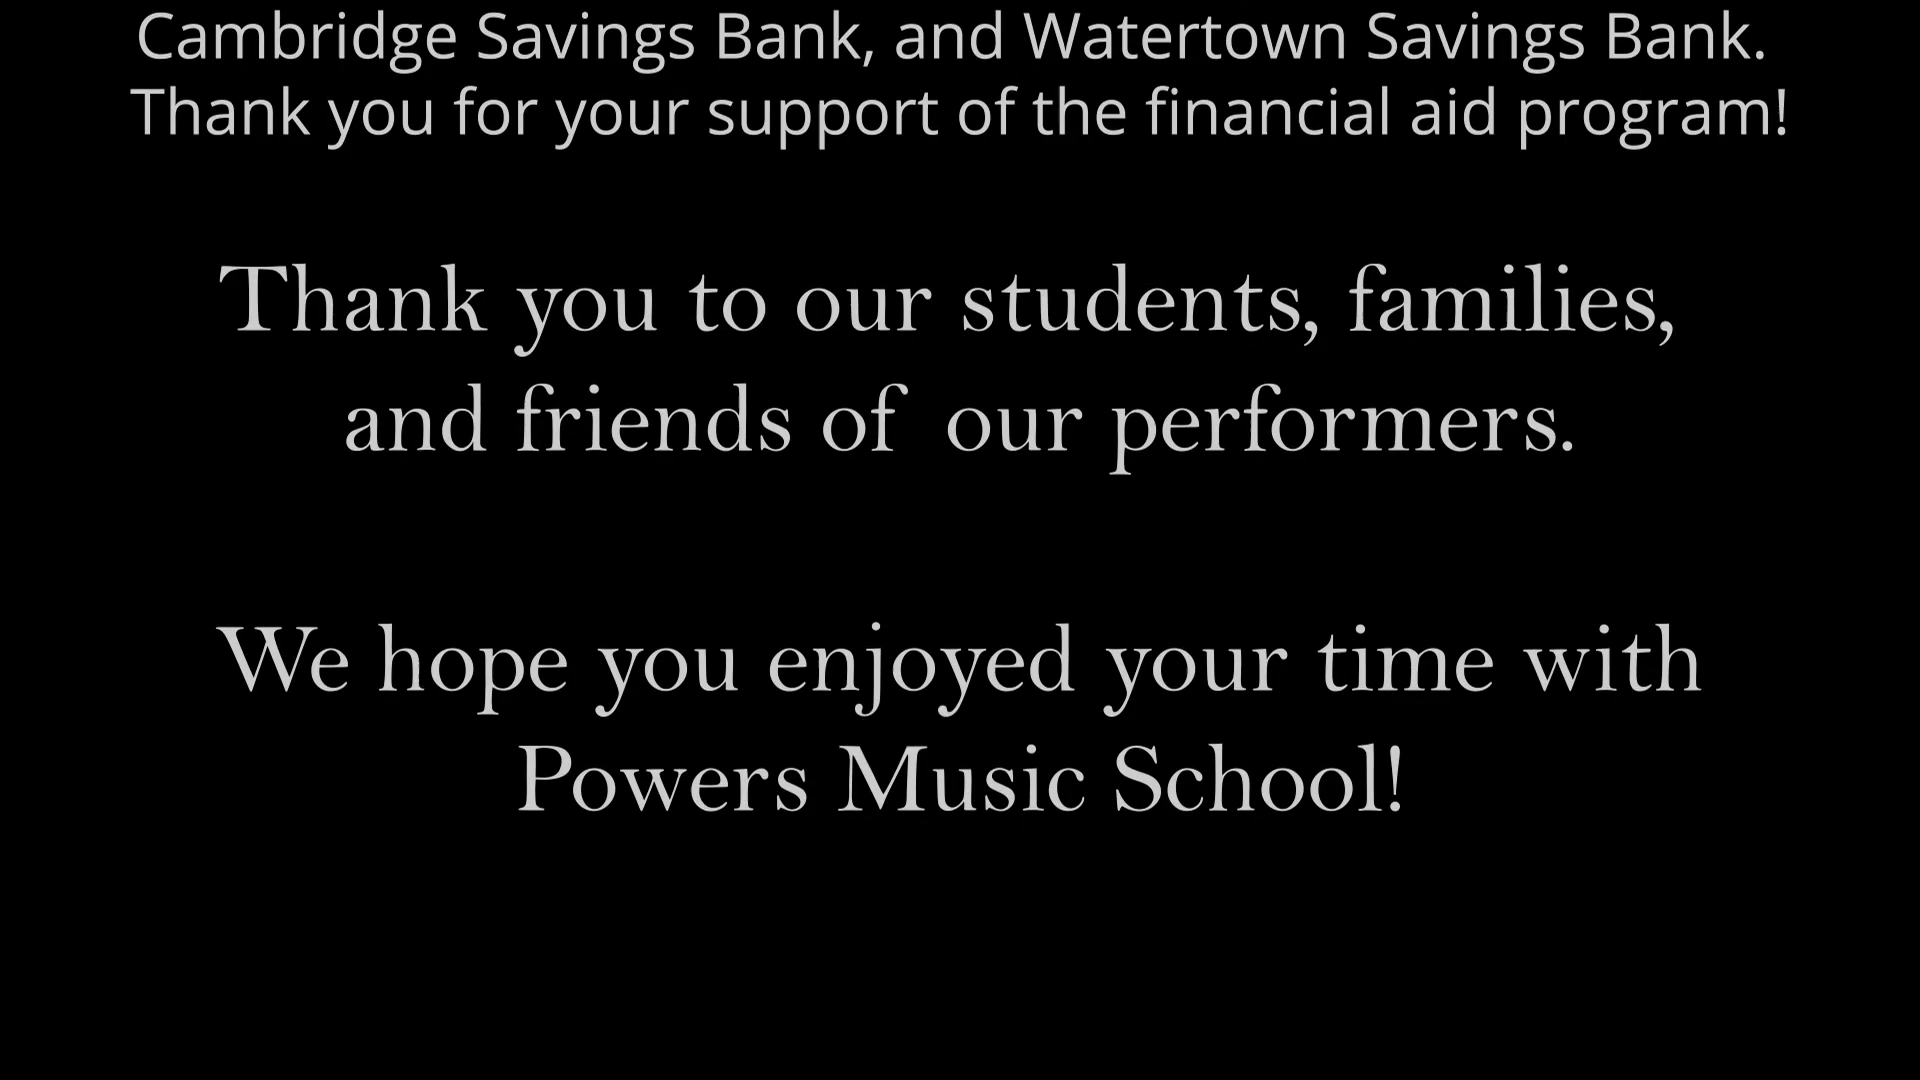 Cambridge Savings Bank, and Watertown Savings Bank.
Thank you for your support of the financial aid program!
Thank you to our students, families,
and friends of our performers.
We hope you enjoyed your time with
Powers Music School!